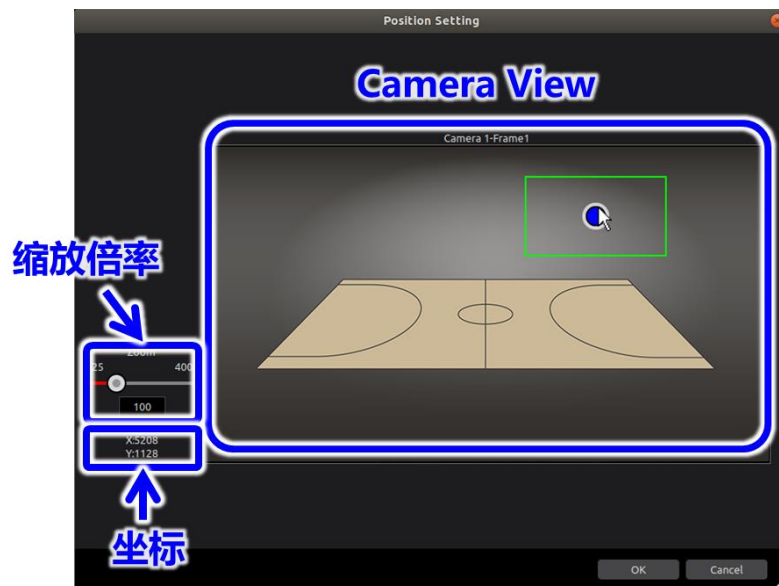 Position Setting
Camera View
Camera 1-Frame1
缩放倍率
Zoom
25 400
100
X:5208
Y:1128
坐标
OK Cancel